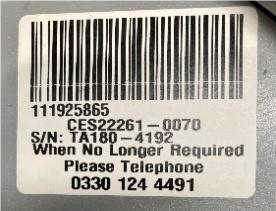 111925865
CES22261-0070
S/N: TA180-4192
When No Longer Required
Please Telephone
0330 124 4491